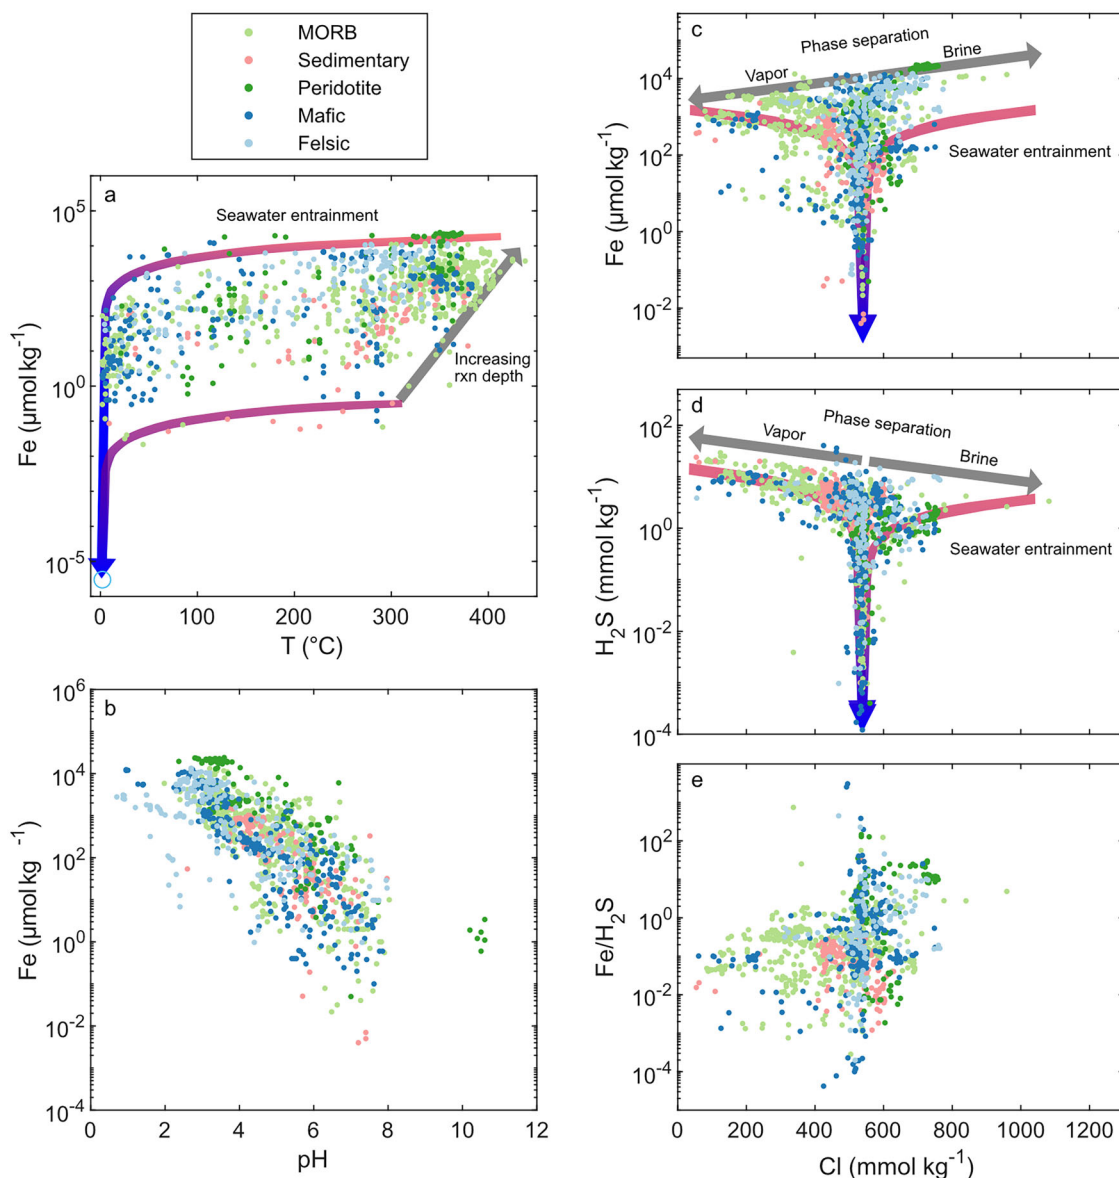 MORB
Sedimentary
Peridotite
Mafic
Felsic
a
Seawater entrainment
Increasing
rxn depth
10^5
10^0
10^-5
Fe (µmol kg^-1)
0 100 200 300 400
T (°C)
b
10^6
10^4
10^2
10^0
10^-2
10^-4
Fe (µmol kg^-1)
0 2 4 6 8 10 12
pH
c
Phase separation
Vapor
Brine
Seawater entrainment
10^4
10^2
10^0
10^-2
Fe (µmol kg^-1)
d
Phase separation
Vapor
Brine
Seawater entrainment
10^2
10^0
10^-2
10^-4
H_2S (mmol kg^-1)
e
10^2
10^0
10^-2
10^-4
Fe/H_2S
0 200 400 600 800 1000 1200
Cl (mmol kg^-1)